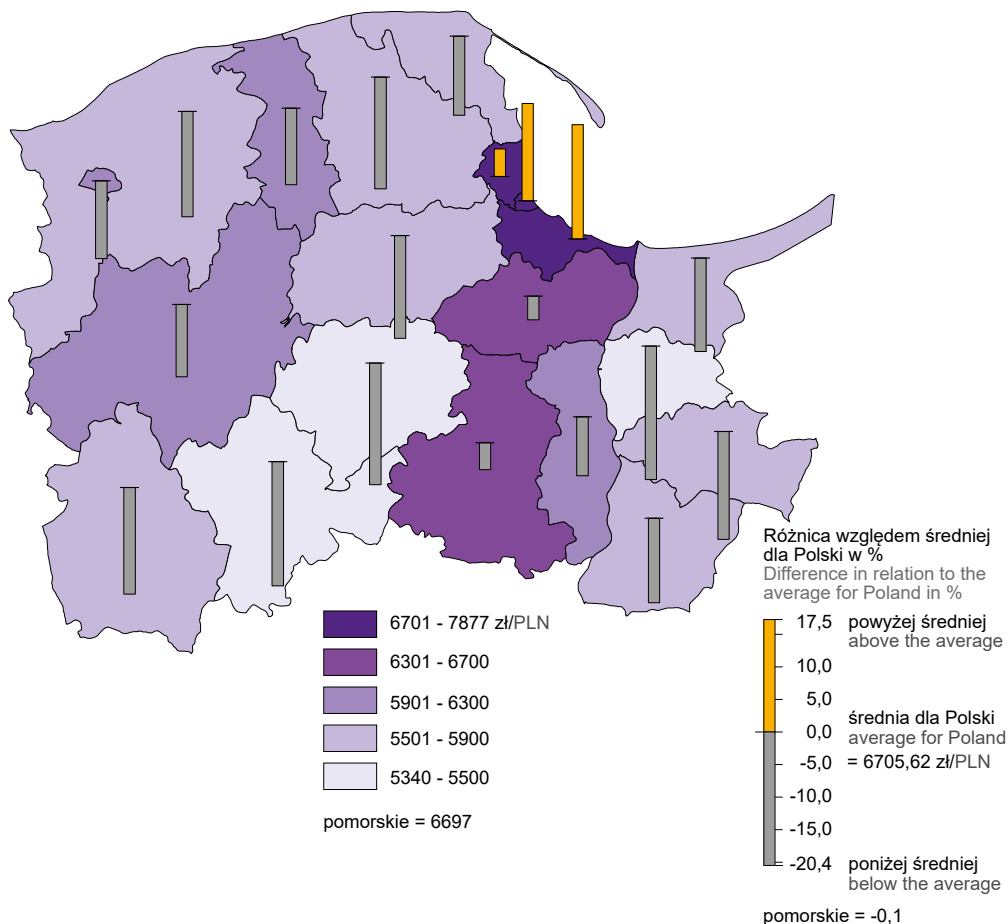 6701 - 7877 zł/PLN
6301 - 6700
5901 - 6300
5501 - 5900
5340 - 5500
pomorskie = 6697
Różnica względem średniej
dla Polski w %
Difference in relation to the
average for Poland in %
17,5 powyżej średniej
above the average
10,0
5,0
średnia dla Polski
0,0 average for Poland
-5,0 = 6705,62 zł/PLN
-10,0
-15,0
-20,4 poniżej średniej
below the average
pomorskie = -0,1